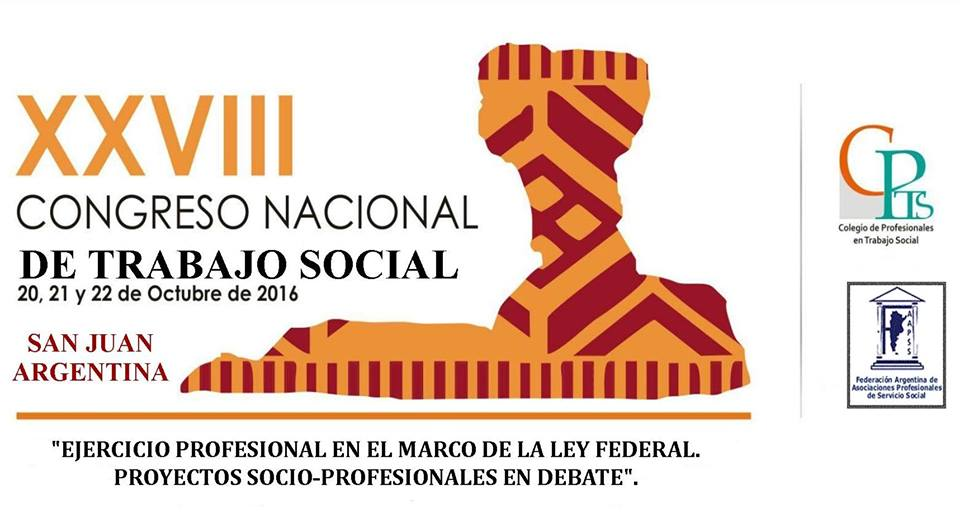 XXVIII
CONGRESO NACIONAL
DE TRABAJO SOCIAL
20, 21 y 22 de Octubre de 2016
SAN JUAN
ARGENTINA
"EJERCICIO PROFESIONAL EN EL MARCO DE LA LEY FEDERAL.
PROYECTOS SOCIO-PROFESIONALES EN DEBATE".
CPTS
Colegio de Profesionales
en Trabajo Social
FAAPSS
Federación Argentina de
Asociaciones Profesionales
de Servicio Social